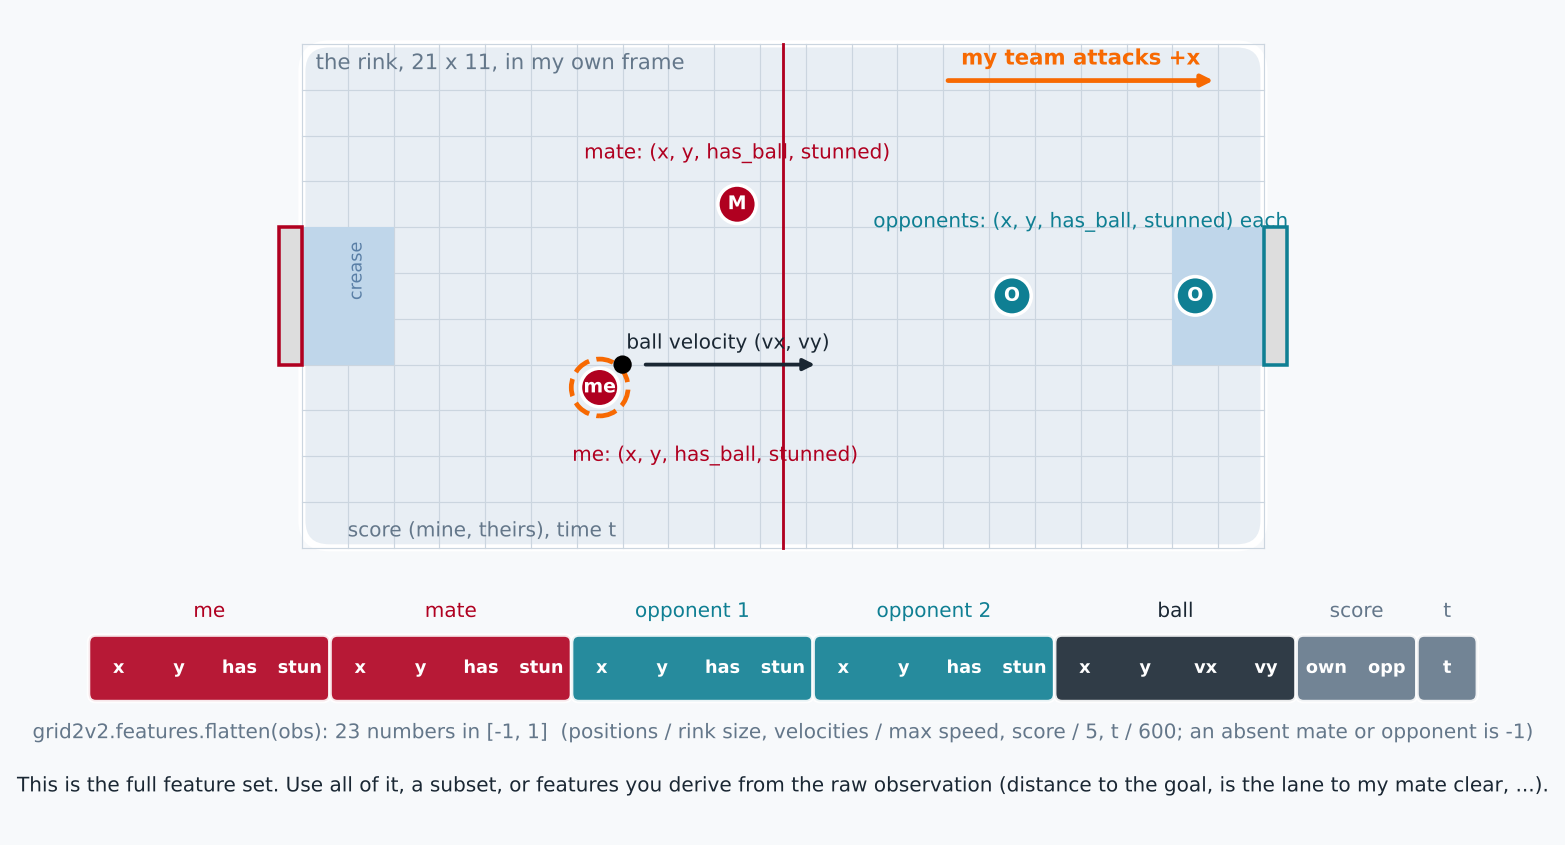 the rink, 21 x 11, in my own frame
my team attacks +x
mate: (x, y, has_ball, stunned)
M
opponents: (x, y, has_ball, stunned) each
crease
O
O
ball velocity (vx, vy)
me
me: (x, y, has_ball, stunned)
score (mine, theirs), time t
me mate opponent 1 opponent 2 ball score t
x y has stun x y has stun x y has stun x y has stun x y vx vy own opp t
grid2v2.features.flatten(obs): 23 numbers in [-1, 1] (positions / rink size, velocities / max speed, score / 5, t / 600; an absent mate or opponent is -1)
This is the full feature set. Use all of it, a subset, or features you derive from the raw observation (distance to the goal, is the lane to my mate clear, ...).